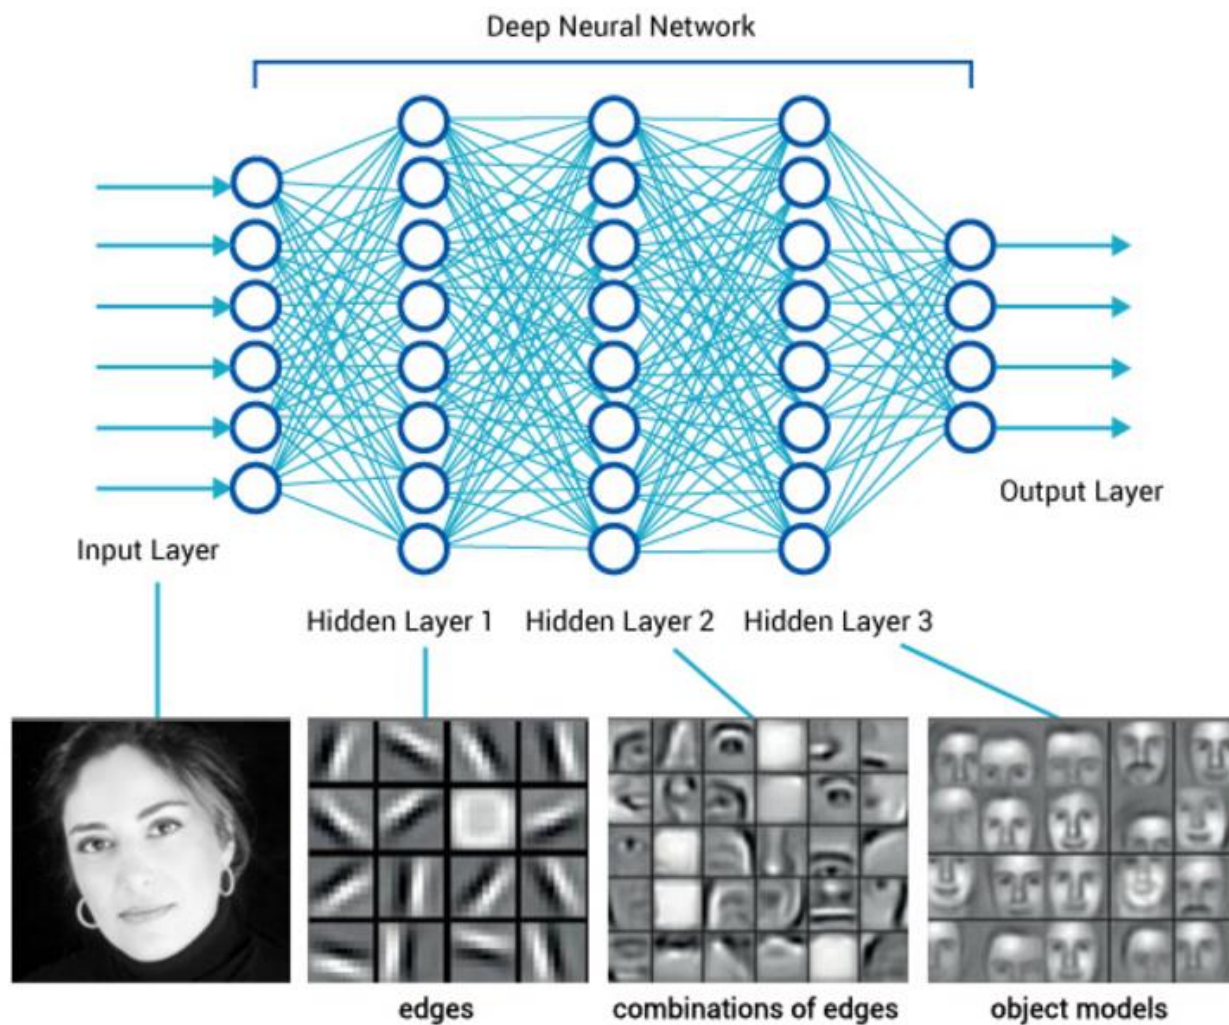 Deep Neural Network
Output Layer
Input Layer
Hidden Layer 1
Hidden Layer 2
Hidden Layer 3
edges
combinations of edges
object models